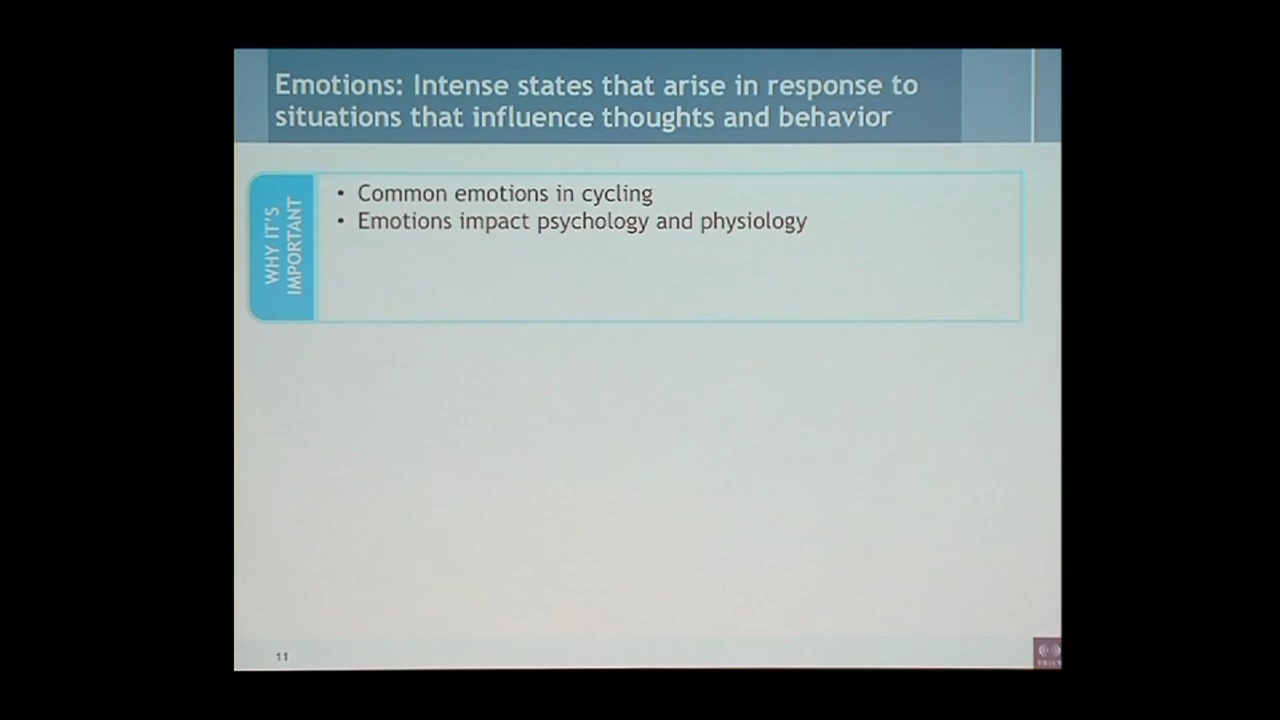 Emotions: Intense states that arise in response to
situations that influence thoughts and behavior
WHY IT'S
IMPORTANT
• Common emotions in cycling
• Emotions impact psychology and physiology
11